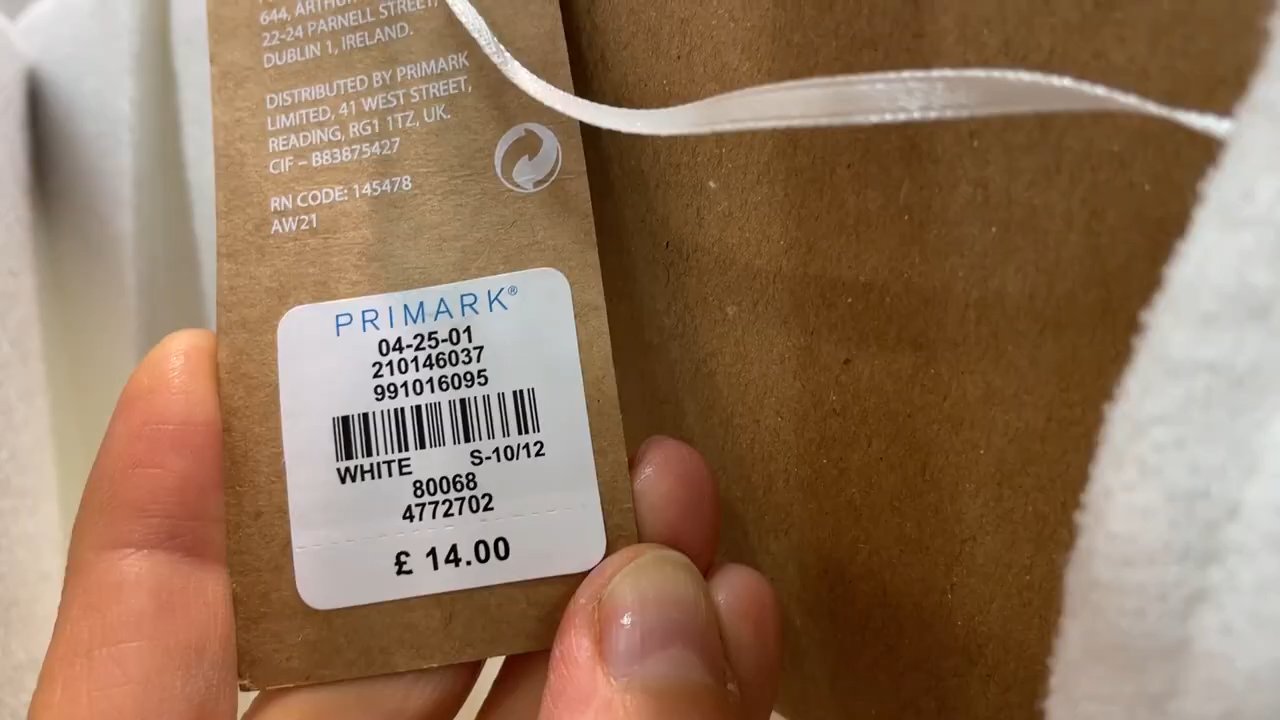 644, ARTHUR
22-24 PARNELL STREET,
DUBLIN 1, IRELAND.
DISTRIBUTED BY PRIMARK
LIMITED, 41 WEST STREET,
READING, RG1 1TZ, UK.
CIF – B83875427
RN CODE: 145478
AW21
PRIMARK®
04-25-01
210146037
991016095
WHITE S-10/12
80068
4772702
£ 14.00